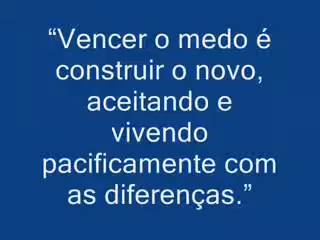 “Vencer o medo é
construir o novo,
aceitando e
vivendo
pacificamente com
as diferenças.”